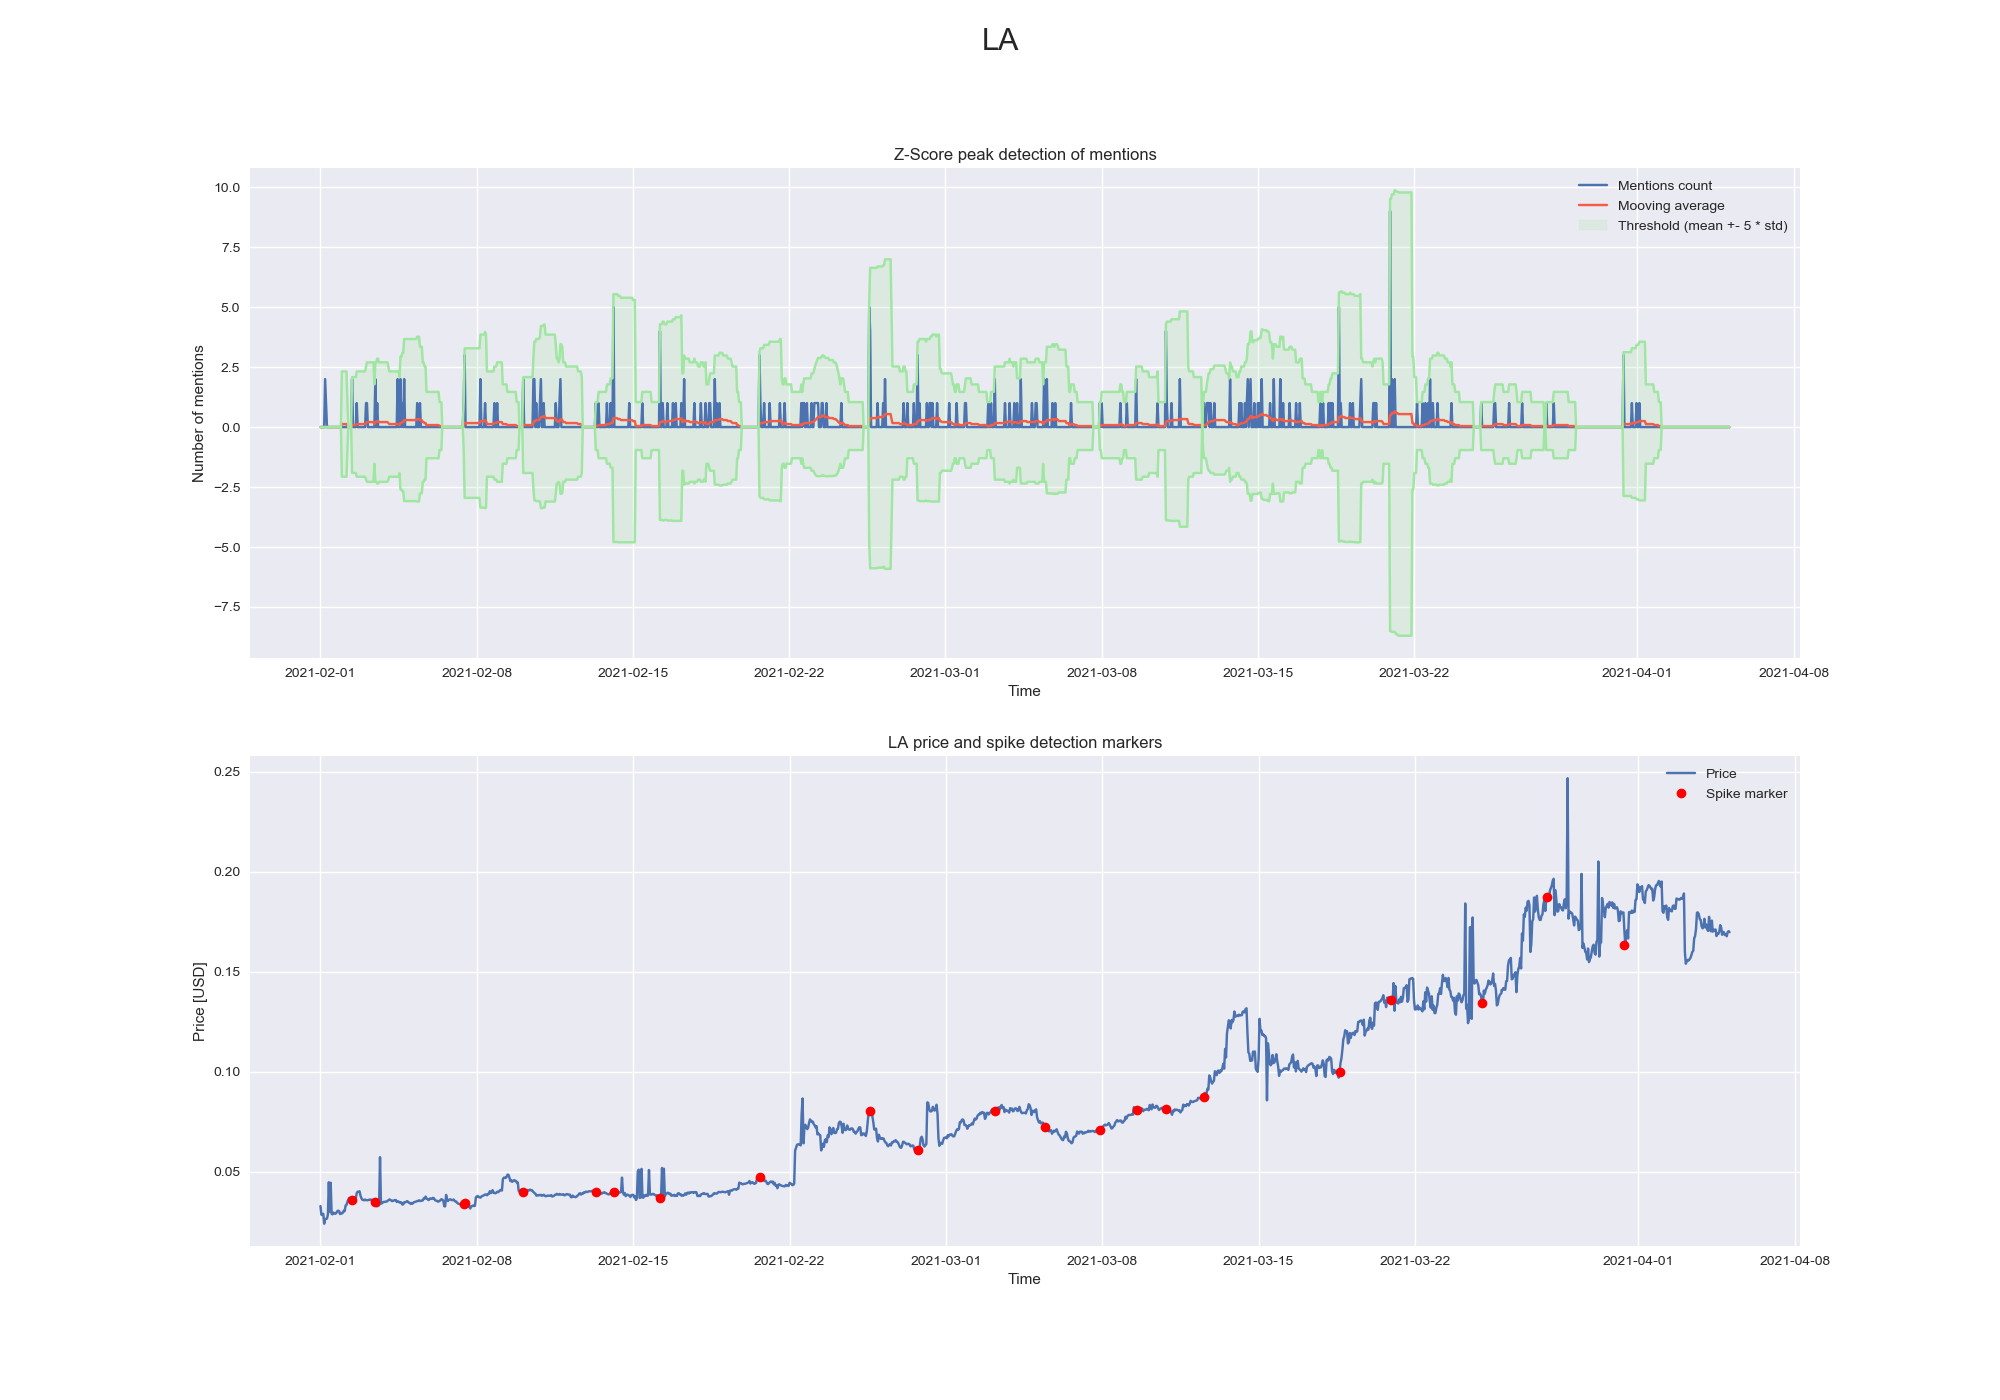 LA
Z-Score peak detection of mentions
10.0
7.5
5.0
2.5
0.0
−2.5
−5.0
−7.5
Number of mentions
Mentions count
Mooving average
Threshold (mean +- 5 * std)
2021-02-01 2021-02-08 2021-02-15 2021-02-22 2021-03-01 2021-03-08 2021-03-15 2021-03-22 2021-04-01 2021-04-08
Time
LA price and spike detection markers
0.25
0.20
0.15
0.10
0.05
Price [USD]
Price
Spike marker
2021-02-01 2021-02-08 2021-02-15 2021-02-22 2021-03-01 2021-03-08 2021-03-15 2021-03-22 2021-04-01 2021-04-08
Time